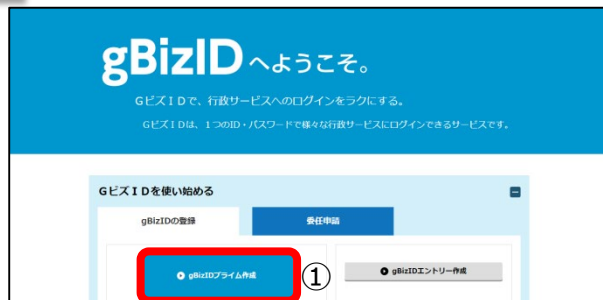 gBizID へようこそ。
GビズIDで、行政サービスへのログインをラクにする。
GビズIDは、1つのID・パスワードで様々な行政サービスにログインできるサービスです。
GビズIDを使い始める
gBizIDの登録 委任申請
gBizIDプライム作成 ① gBizIDエントリー作成